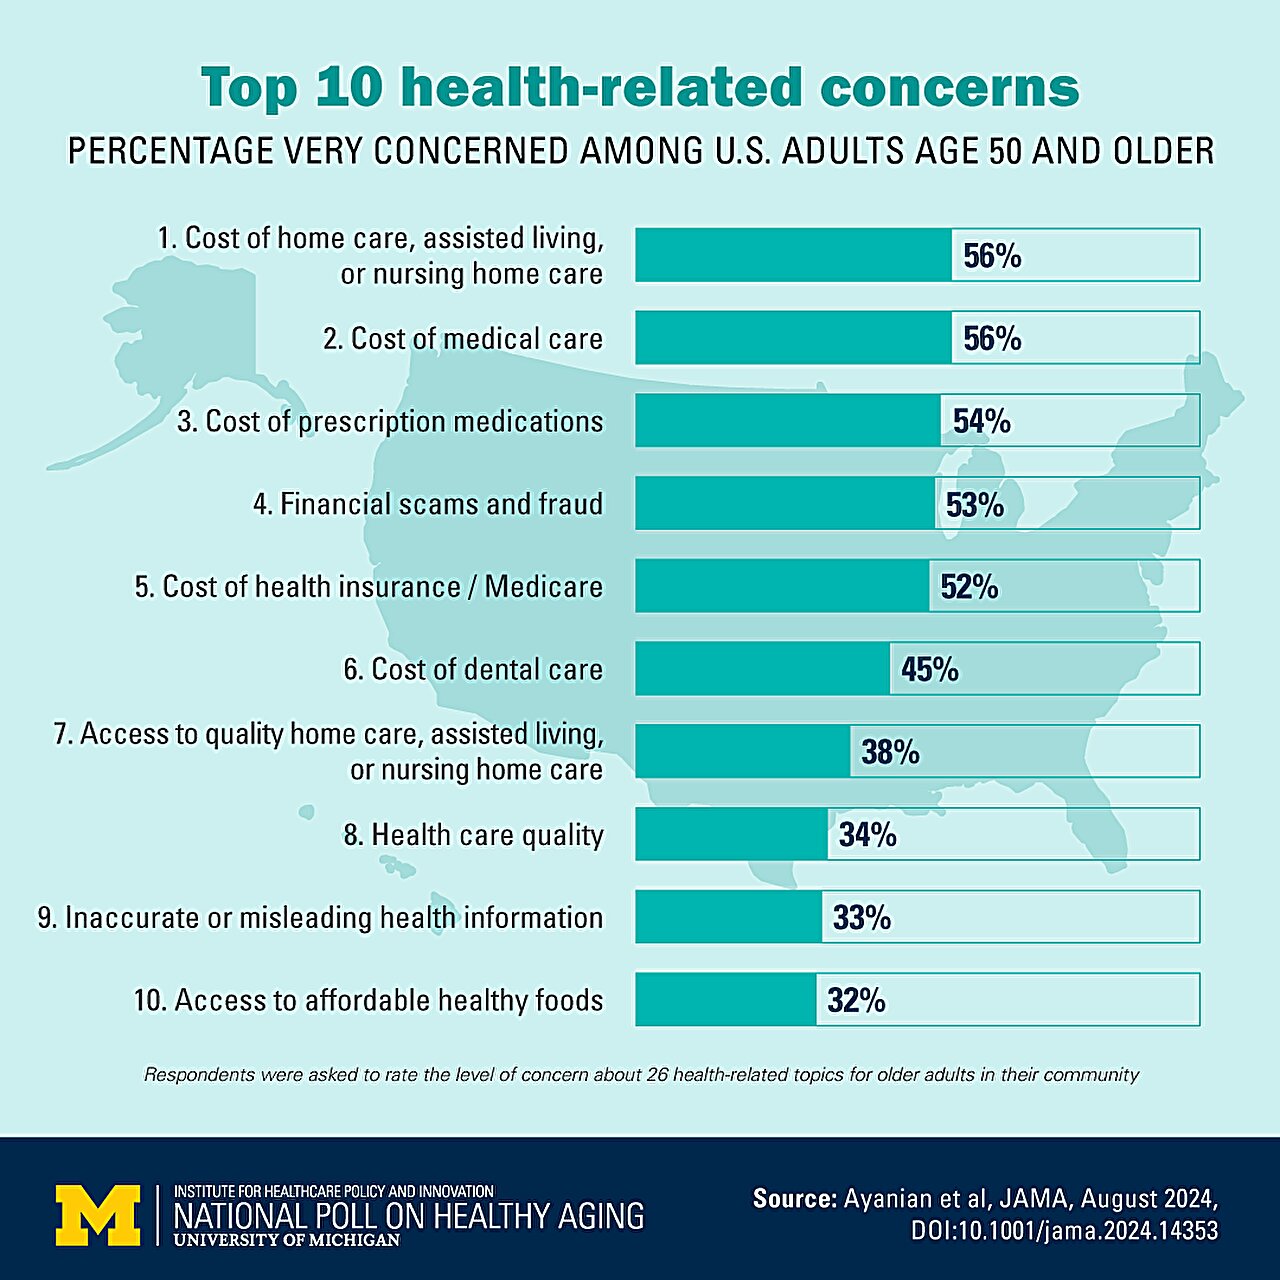 Top 10 health-related concerns
PERCENTAGE VERY CONCERNED AMONG U.S. ADULTS AGE 50 AND OLDER
1. Cost of home care, assisted living,
or nursing home care
56%
2. Cost of medical care
56%
3. Cost of prescription medications
54%
4. Financial scams and fraud
53%
5. Cost of health insurance / Medicare
52%
6. Cost of dental care
45%
7. Access to quality home care, assisted living,
or nursing home care
38%
8. Health care quality
34%
9. Inaccurate or misleading health information
33%
10. Access to affordable healthy foods
32%
Respondents were asked to rate the level of concern about 26 health-related topics for older adults in their community
M
INSTITUTE FOR HEALTHCARE POLICY AND INNOVATION
NATIONAL POLL ON HEALTHY AGING
UNIVERSITY OF MICHIGAN
Source: Ayanian et al, JAMA, August 2024,
DOI:10.1001/jama.2024.14353